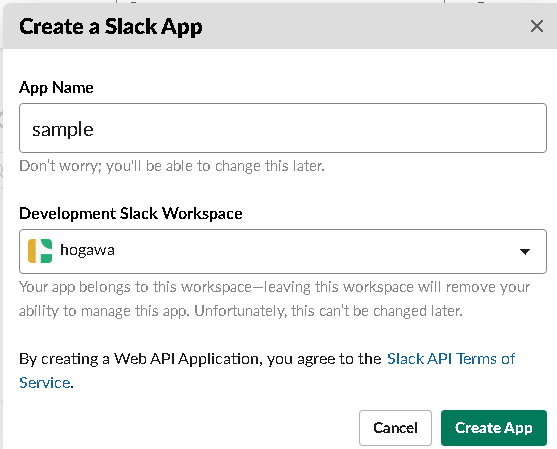 Create a Slack App
App Name
sample
Don't worry; you'll be able to change this later.
Development Slack Workspace
hogawa
Your app belongs to this workspace—leaving this workspace will remove your
ability to manage this app. Unfortunately, this can't be changed later.
By creating a Web API Application, you agree to the Slack API Terms of
Service.
Cancel
Create App